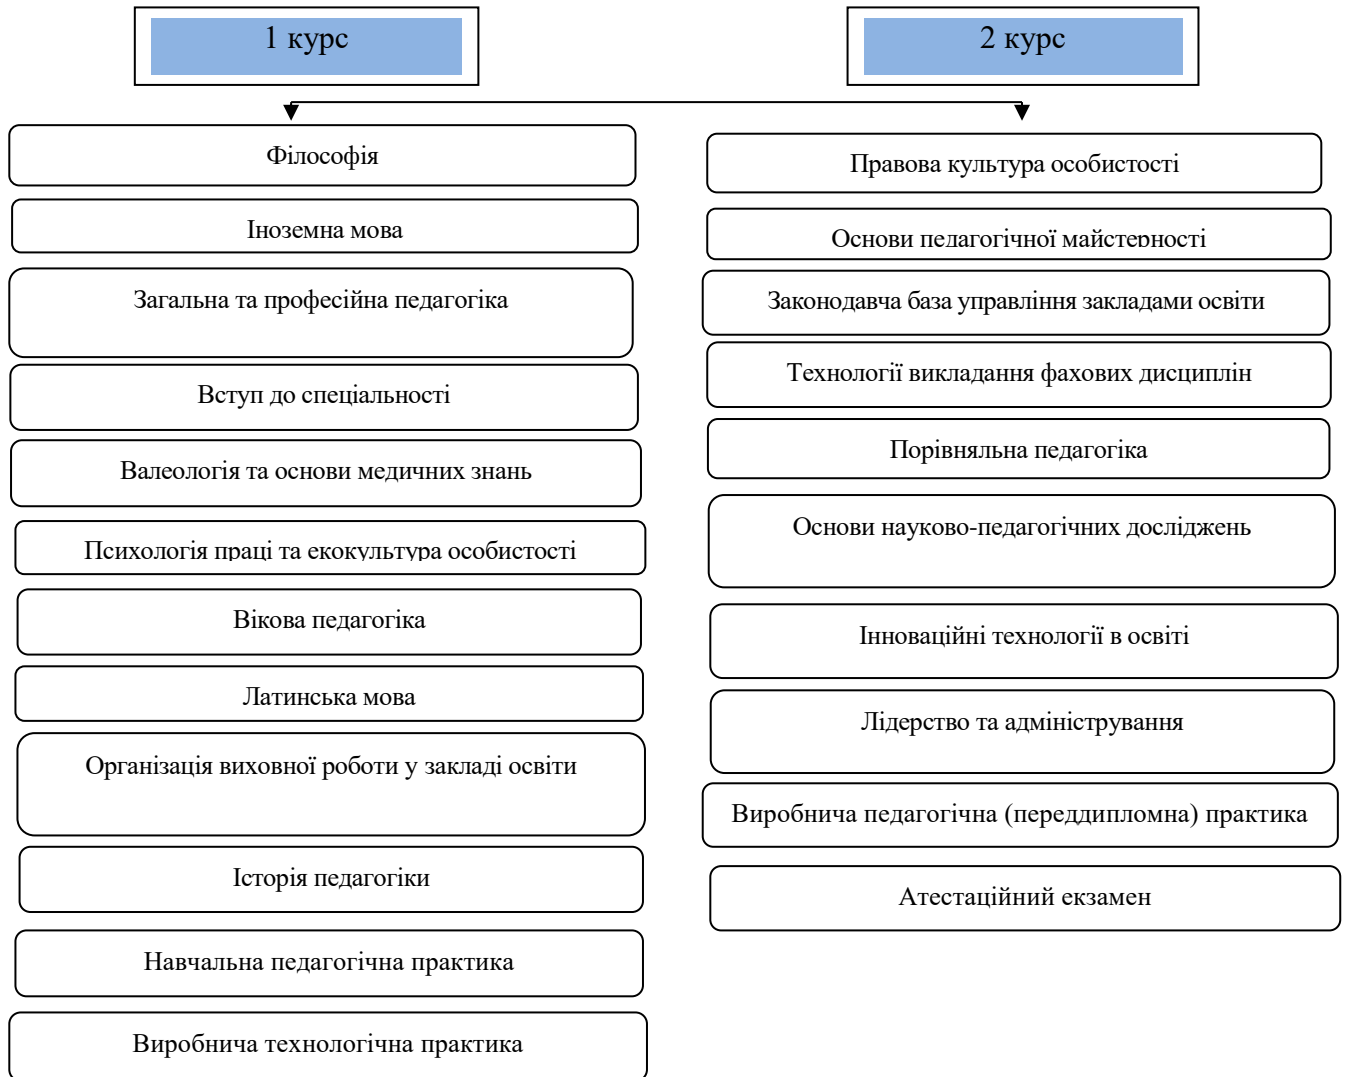 1 курс
2 курс
Філософія
Іноземна мова
Загальна та професійна педагогіка
Вступ до спеціальності
Валеологія та основи медичних знань
Психологія праці та екокультура особистості
Вікова педагогіка
Латинська мова
Організація виховної роботи у закладі освіти
Історія педагогіки
Навчальна педагогічна практика
Виробнича технологічна практика
Правова культура особистості
Основи педагогічної майстерності
Законодавча база управління закладами освіти
Технології викладання фахових дисциплін
Порівняльна педагогіка
Основи науково-педагогічних досліджень
Інноваційні технології в освіті
Лідерство та адміністрування
Виробнича педагогічна (переддипломна) практика
Атестаційний екзамен